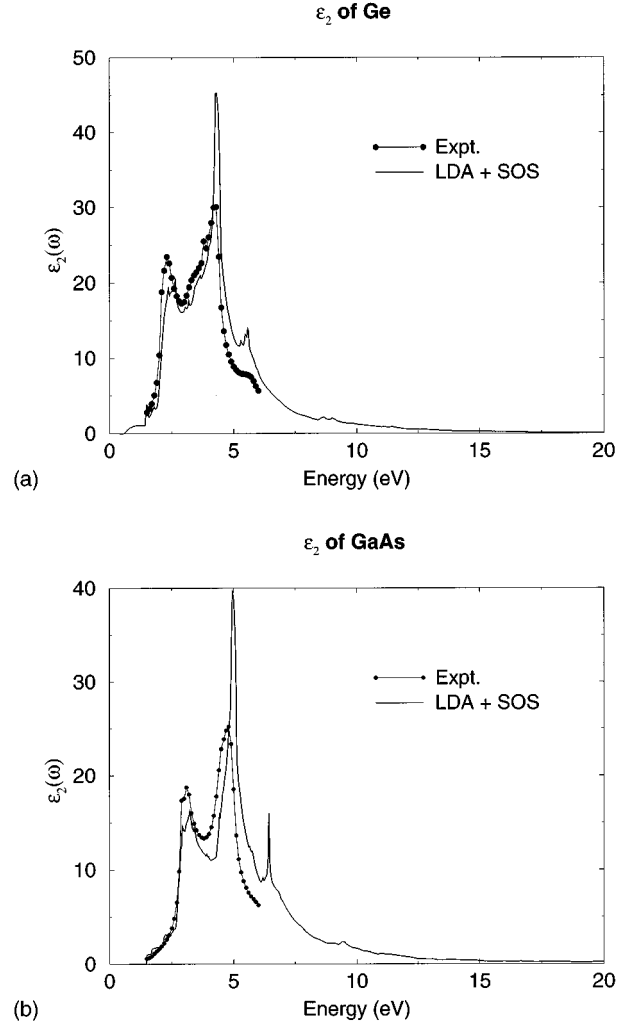 ε₂ of Ge
50
40
30
20
10
0
ε₂(ω)
Expt.
LDA + SOS
0 5 10 15 20
(a)
Energy (eV)
ε₂ of GaAs
40
30
20
10
0
ε₂(ω)
Expt.
LDA + SOS
0 5 10 15 20
(b)
Energy (eV)